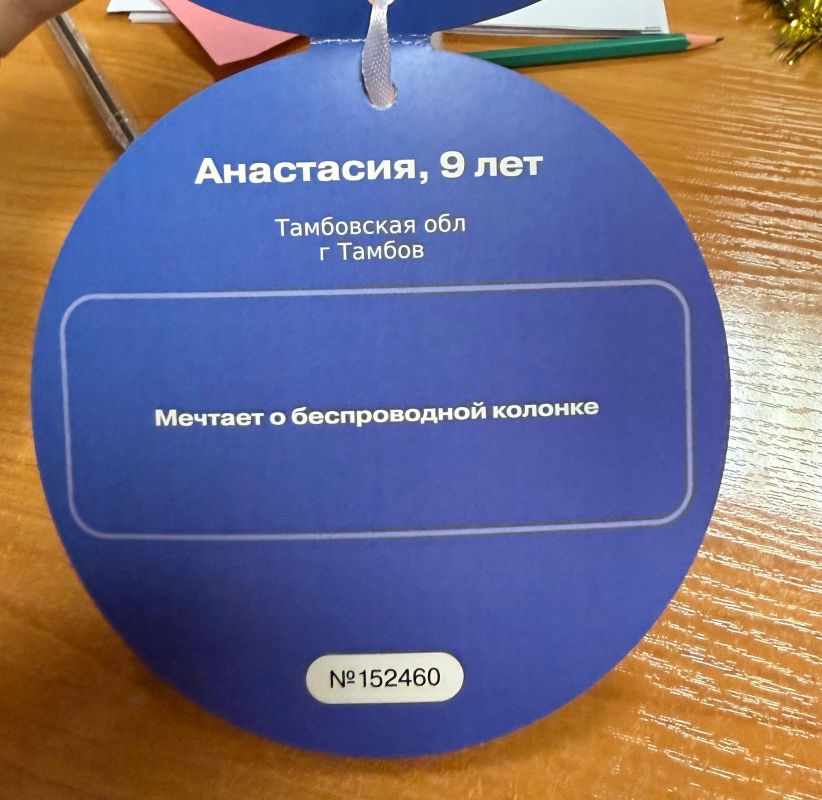 Анастасия, 9 лет
Тамбовская обл
г Тамбов
Мечтает о беспроводной колонке
№152460